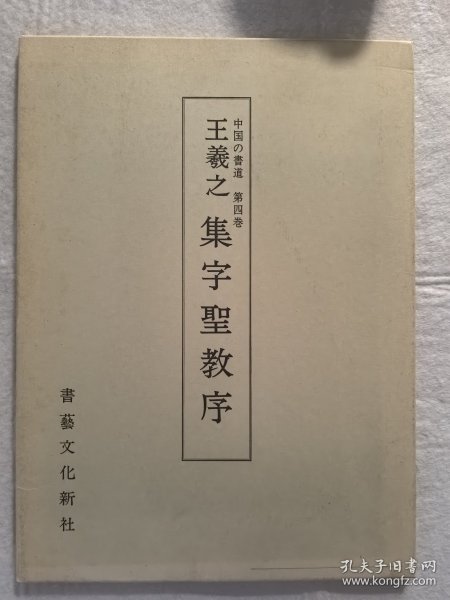 中国の書道 第四巻
王羲之 集字聖教序
書藝文化新社
孔夫子旧书网
www.kongfz.com